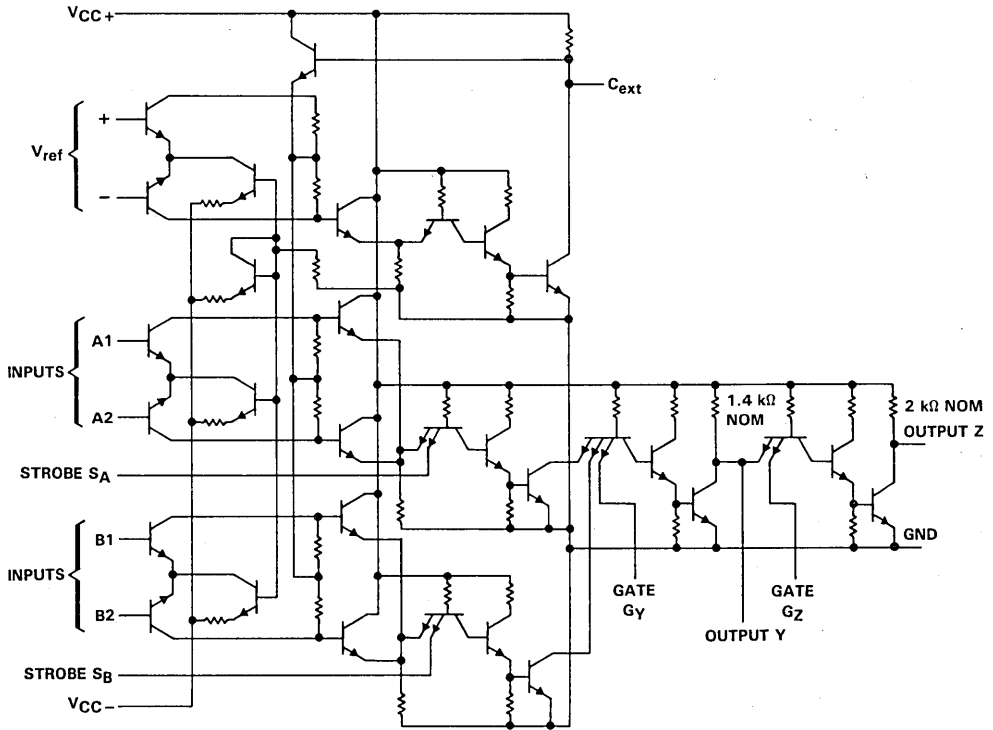 VCC+
Cext
+
Vref
−
A1
INPUTS
A2
1.4 kΩ
NOM
2 kΩ NOM
OUTPUT Z
STROBE SA
B1
INPUTS
B2
GND
GATE
GY
GATE
GZ
OUTPUT Y
STROBE SB
VCC−